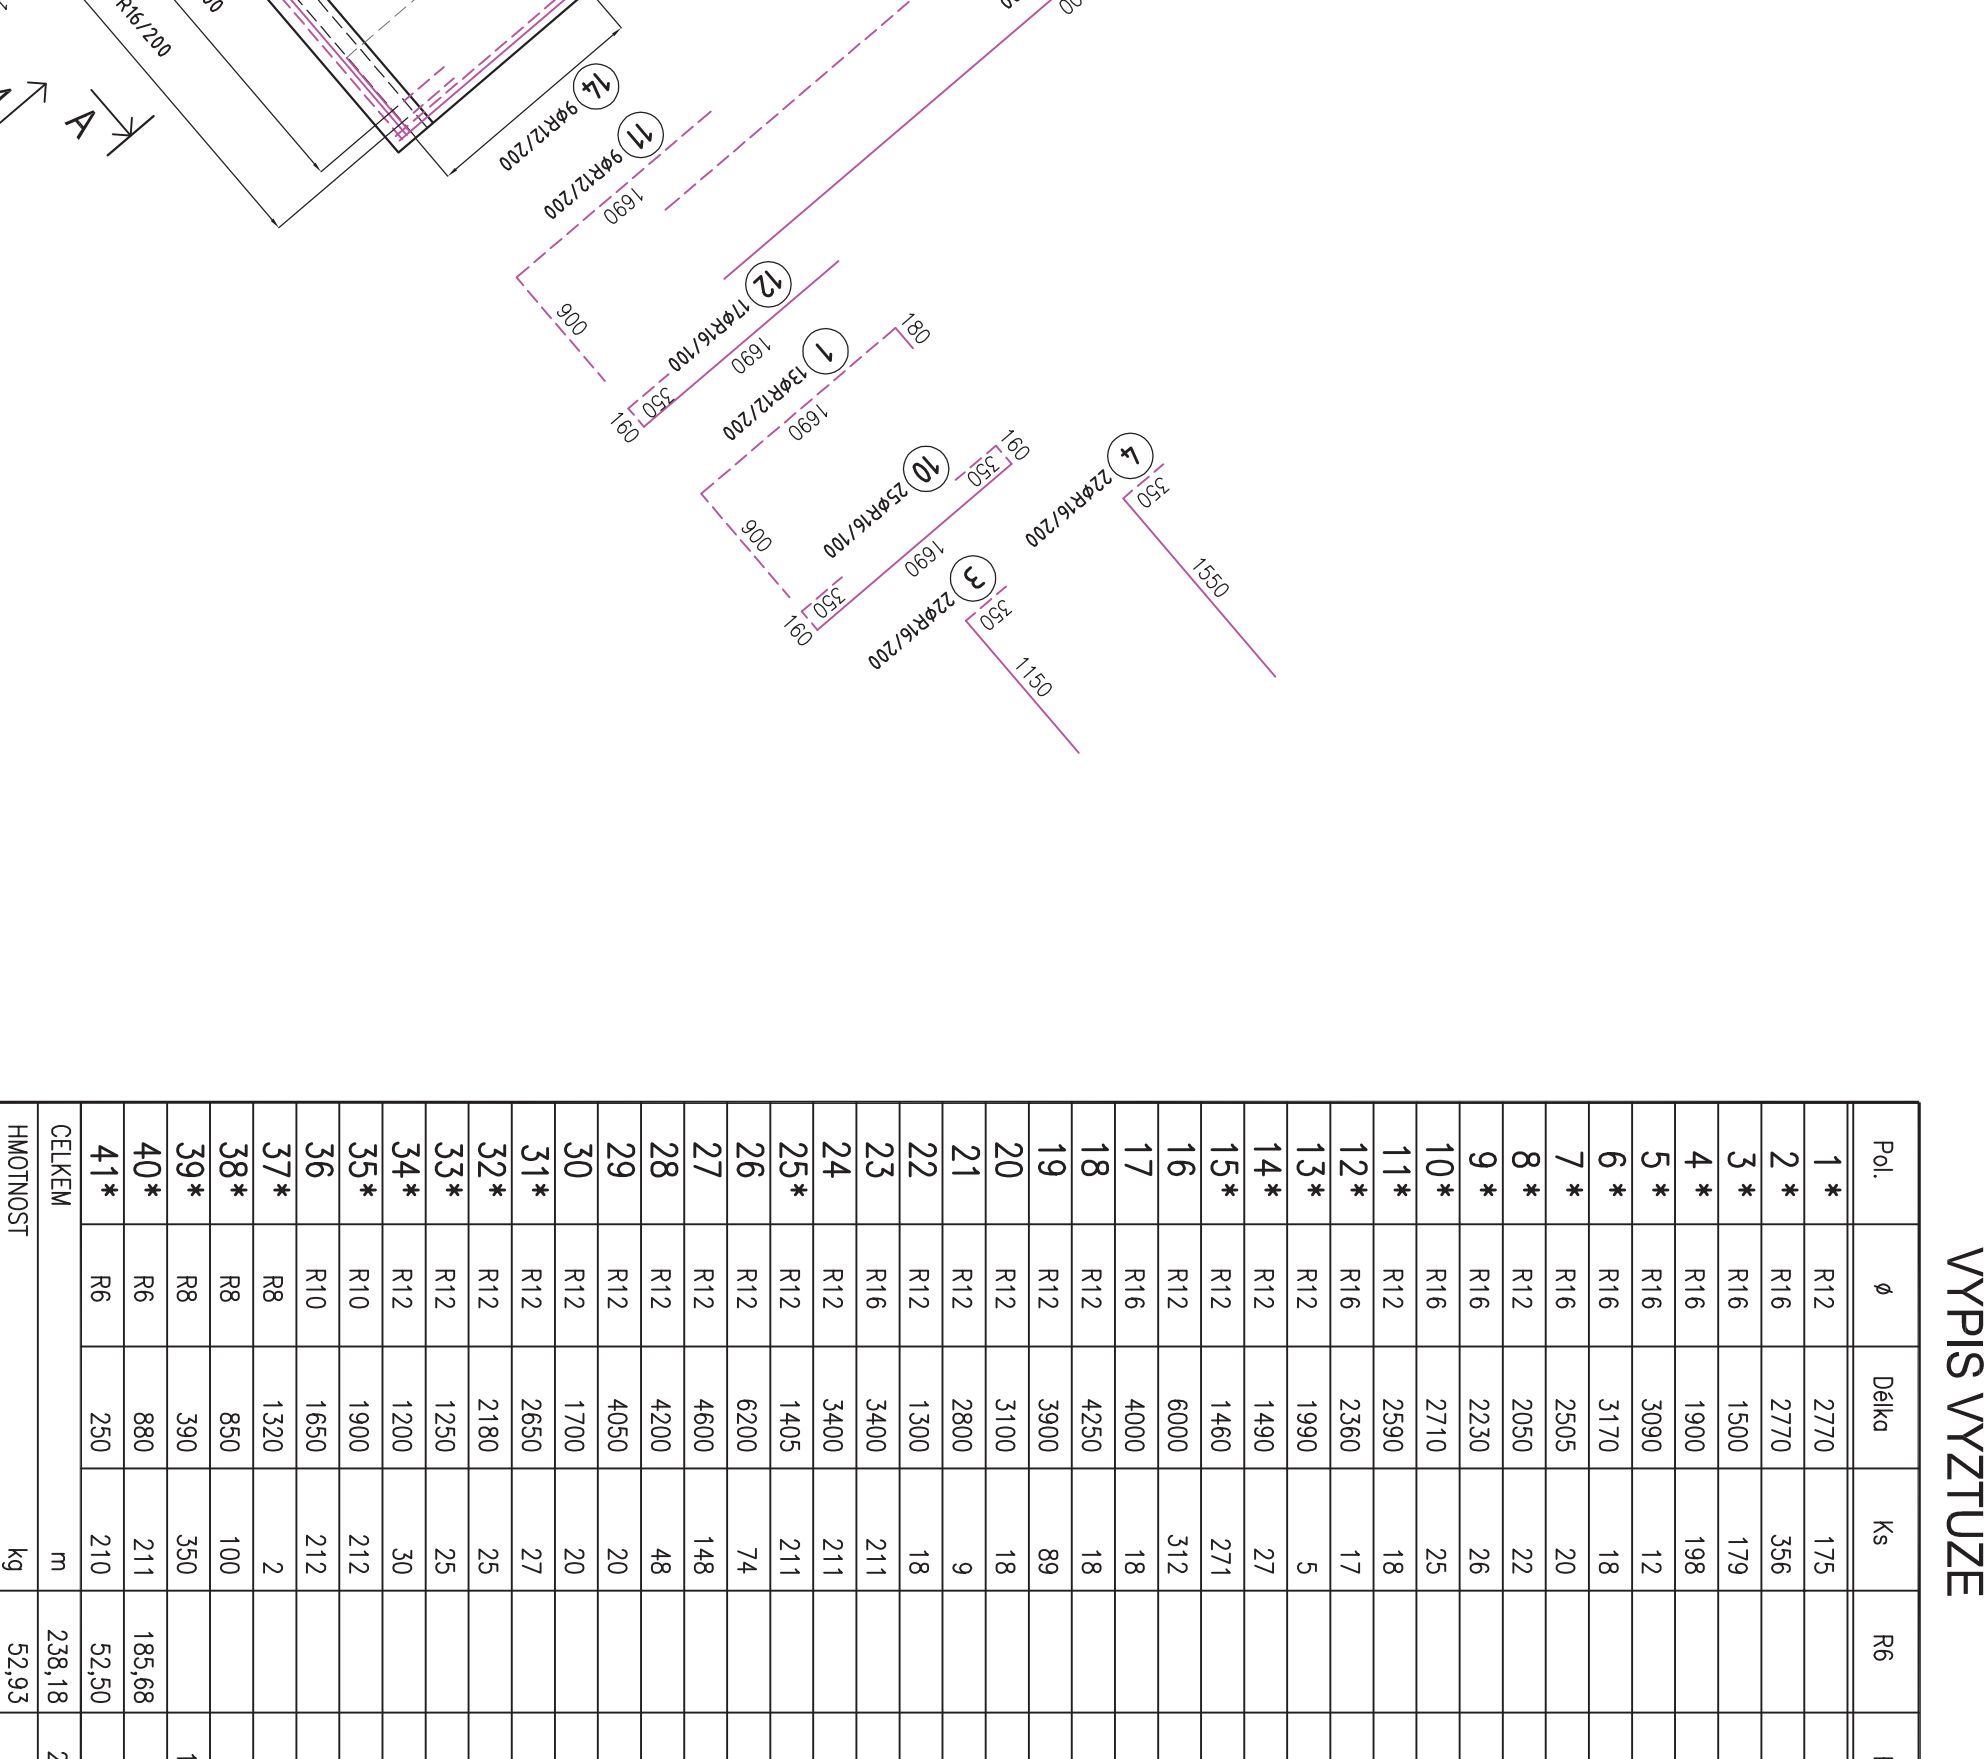 VÝPIS VÝZTUŽE
Pol. ø Délka Ks R6
1* R12 2770 175
2* R16 2770 356
3* R16 1500 179
4* R16 1900 198
5* R16 3090 12
6* R16 3170 18
7* R16 2505 20
8* R12 2050 22
9* R16 2230 26
10* R16 2710 25
11* R12 2590 18
12* R16 2360 17
13* R12 1990 5
14* R12 1490 27
15* R12 1460 271
16 R12 6000 312
17 R16 4000 18
18 R12 4250 18
19 R12 3900 89
20 R12 3100 18
21 R12 2800 9
22 R12 1300 18
23 R16 3400 211
24 R12 3400 211
25* R12 1405 211
26 R12 6200 74
27 R12 4600 148
28 R12 4200 48
29 R12 4050 20
30 R12 1700 20
31* R12 2650 27
32* R12 2180 25
33* R12 1250 25
34* R12 1200 30
35* R10 1900 212
36 R10 1650 212
37* R8 1320 2
38* R8 850 100
39* R8 390 350
40* R6 880 211 185,68
41* R6 250 210 52,50
CELKEM m 238,18
HMOTNOST kg 52,93
R16/200
A
14
9øR12/200
11
9øR12/200
1690
900
12
17øR16/100
1690
350
160
1
13øR12/200
1690
180
900
10
25øR16/100
1690
350
160
350
160
3
22øR16/200
350
1150
4
22øR16/200
350
1550